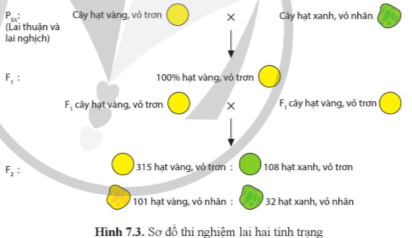 Pt/c: Cây hạt vàng, vỏ trơn × Cây hạt xanh, vỏ nhăn
(Lai thuận và
lai nghịch)
F1 : 100% hạt vàng, vỏ trơn
F1 cây hạt vàng, vỏ trơn × F1 cây hạt vàng, vỏ trơn
F2 : 315 hạt vàng, vỏ trơn : 108 hạt xanh, vỏ trơn
101 hạt vàng, vỏ nhăn : 32 hạt xanh, vỏ nhăn
Hình 7.3. Sơ đồ thí nghiệm lai hai tính trạng